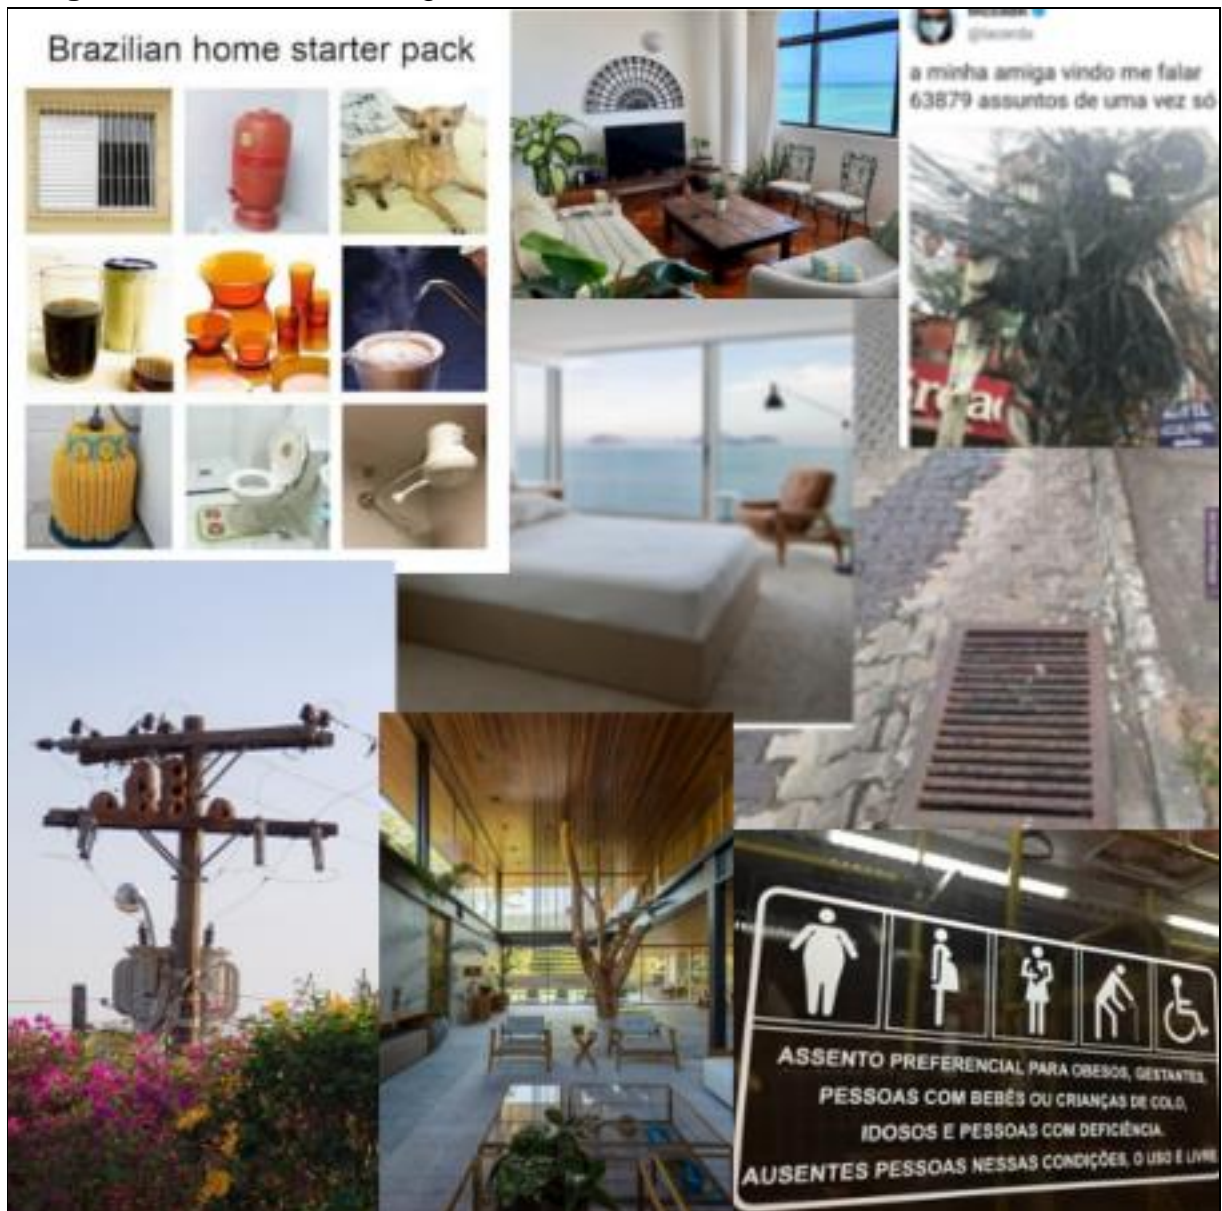 Brazilian home starter pack
@lacerda
a minha amiga vindo me falar
63879 assuntos de uma vez só
ASSENTO PREFERENCIAL PARA OBESOS, GESTANTES,
PESSOAS COM BEBÊS OU CRIANÇAS DE COLO,
IDOSOS E PESSOAS COM DEFICIÊNCIA.
AUSENTES PESSOAS NESSAS CONDIÇÕES, O USO É LIVRE